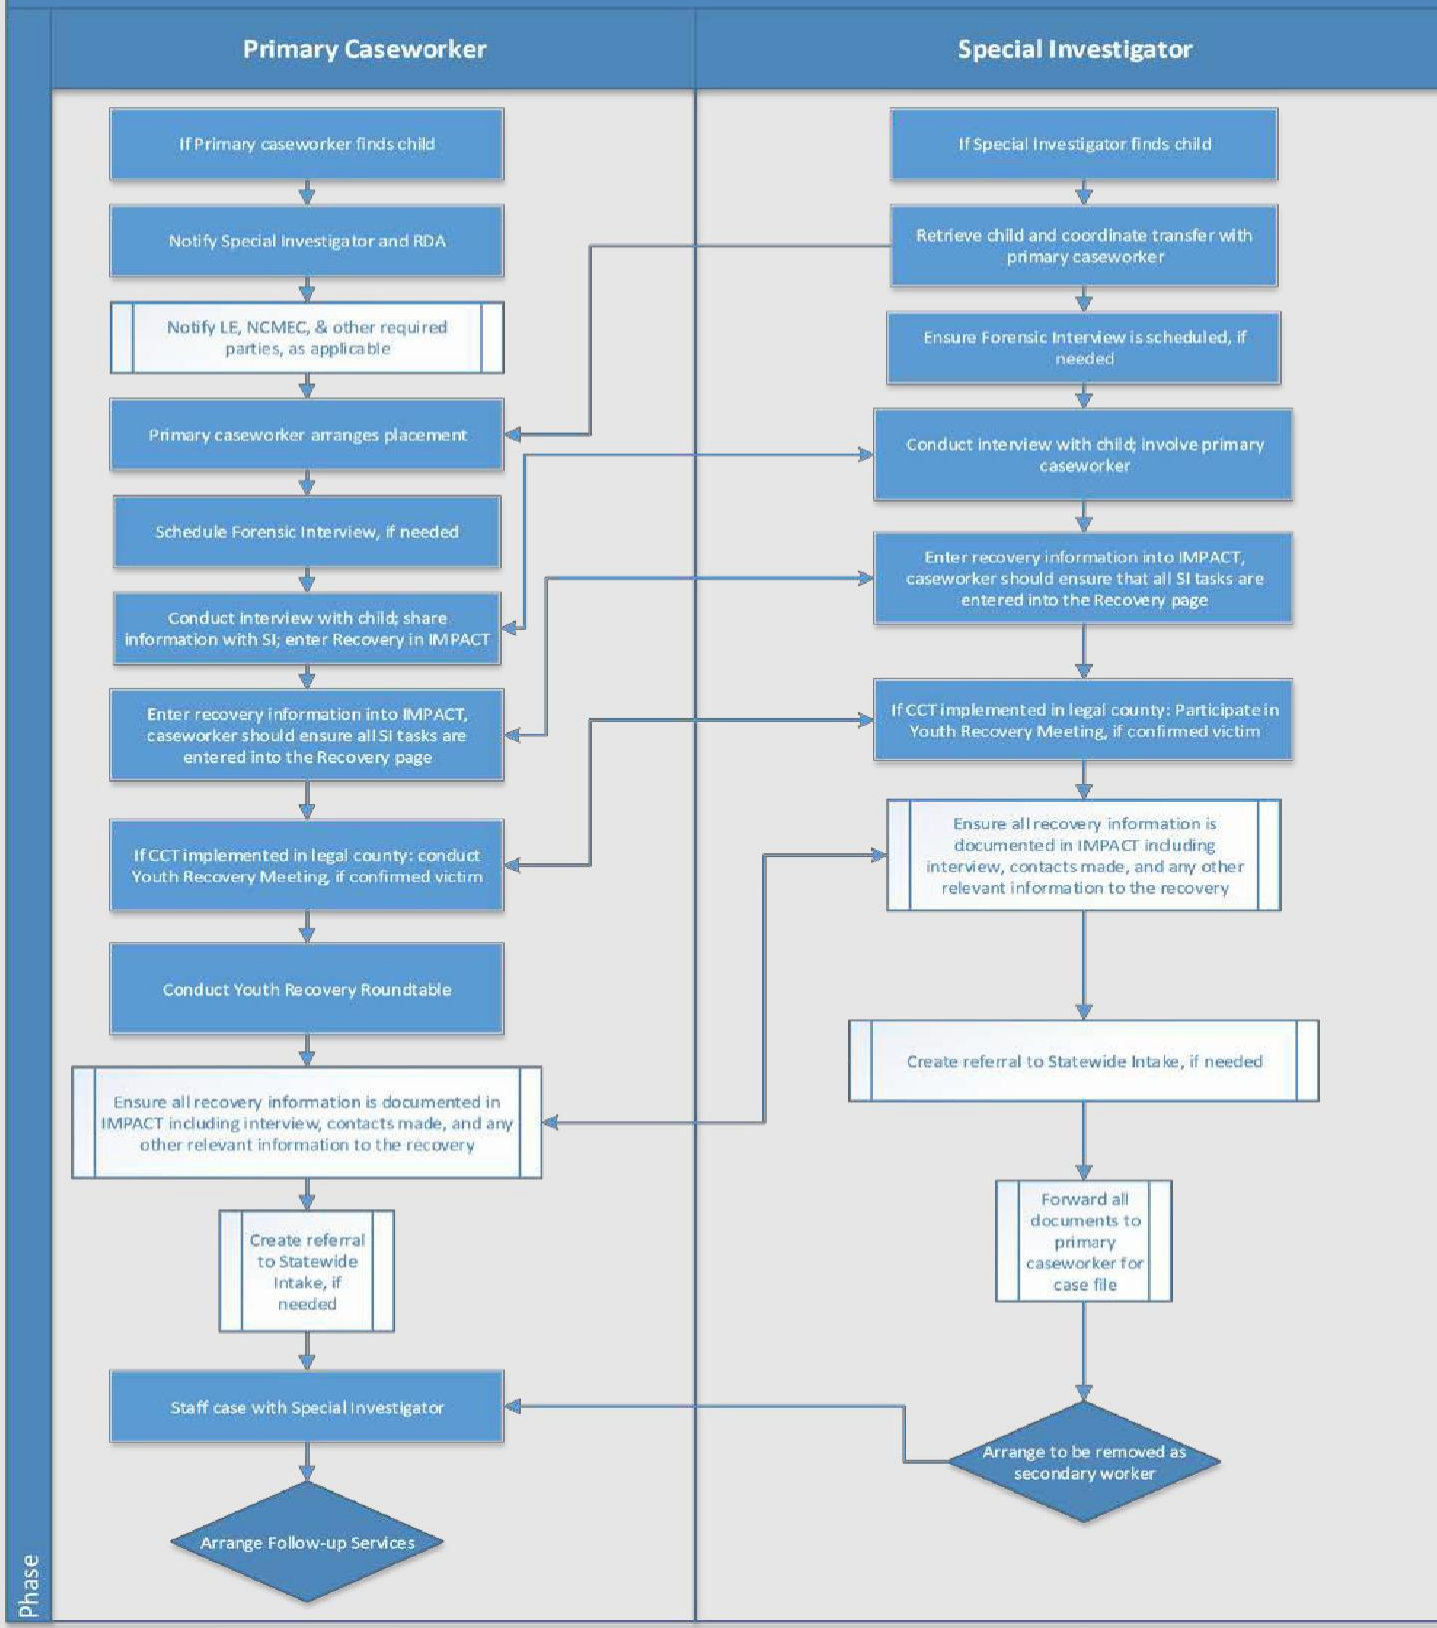 Primary Caseworker
If Primary caseworker finds child
Notify Special Investigator and RDA
Notify LE, NCMEC, & other required
parties, as applicable
Primary caseworker arranges placement
Schedule Forensic Interview, if needed
Conduct Interview with child; share
information with SI; enter Recovery in IMPACT
Enter recovery information into IMPACT,
caseworker should ensure all SI tasks are
entered into the Recovery page
If CCT implemented in legal county: conduct
Youth Recovery Meeting, if confirmed victim
Conduct Youth Recovery Roundtable
Ensure all recovery information is documented in
IMPACT including interview, contacts made, and any
other relevant information to the recovery
Create referral
to Statewide
Intake, if
needed
Staff case with Special Investigator
Arrange Follow-up Services
Special Investigator
If Special Investigator finds child
Retrieve child and coordinate transfer with
primary caseworker
Ensure Forensic Interview is scheduled, if
needed
Conduct interview with child; involve primary
caseworker
Enter recovery information into IMPACT,
caseworker should ensure that all SI tasks are
entered into the Recovery page
If CCT implemented in legal county: Participate in
Youth Recovery Meeting, if confirmed victim
Ensure all recovery information is
documented in IMPACT including
interview, contacts made, and any other
relevant information to the recovery
Create referral to Statewide Intake, if needed
Forward all
documents to
primary
caseworker for
case file
Arrange to be removed as
secondary worker
Phase